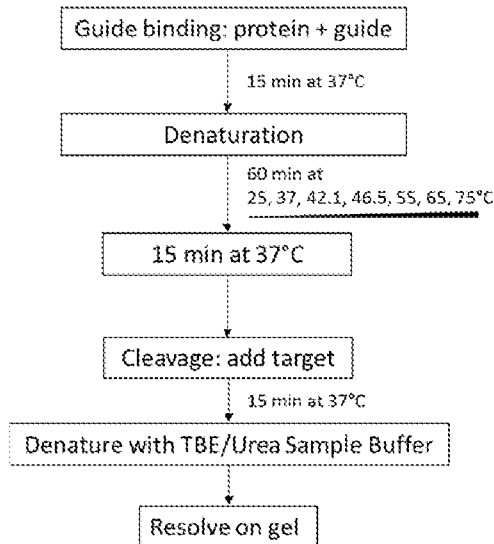 Guide binding: protein + guide
15 min at 37°C
Denaturation
60 min at
25, 37, 42.1, 46.5, 55, 65, 75°C
15 min at 37°C
Cleavage: add target
15 min at 37°C
Denature with TBE/Urea Sample Buffer
Resolve on gel